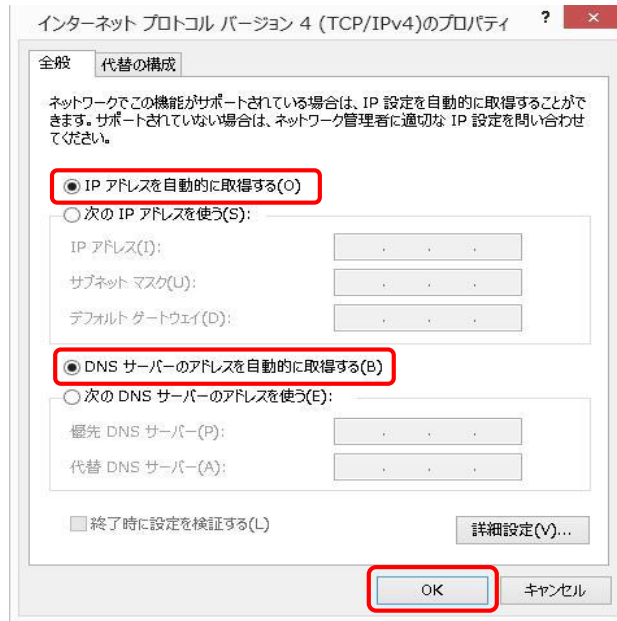 インターネット プロトコル バージョン 4 (TCP/IPv4)のプロパティ
?
×
全般
代替の構成
ネットワークでこの機能がサポートされている場合は、IP 設定を自動的に取得することがで
きます。サポートされていない場合は、ネットワーク管理者に適切な IP 設定を問い合わせ
てください。
IP アドレスを自動的に取得する(O)
次の IP アドレスを使う(S):
IP アドレス(I):
サブネット マスク(U):
デフォルト ゲートウェイ(D):
DNS サーバーのアドレスを自動的に取得する(B)
次の DNS サーバーのアドレスを使う(E):
優先 DNS サーバー(P):
代替 DNS サーバー(A):
終了時に設定を検証する(L)
詳細設定(V)...
OK
キャンセル